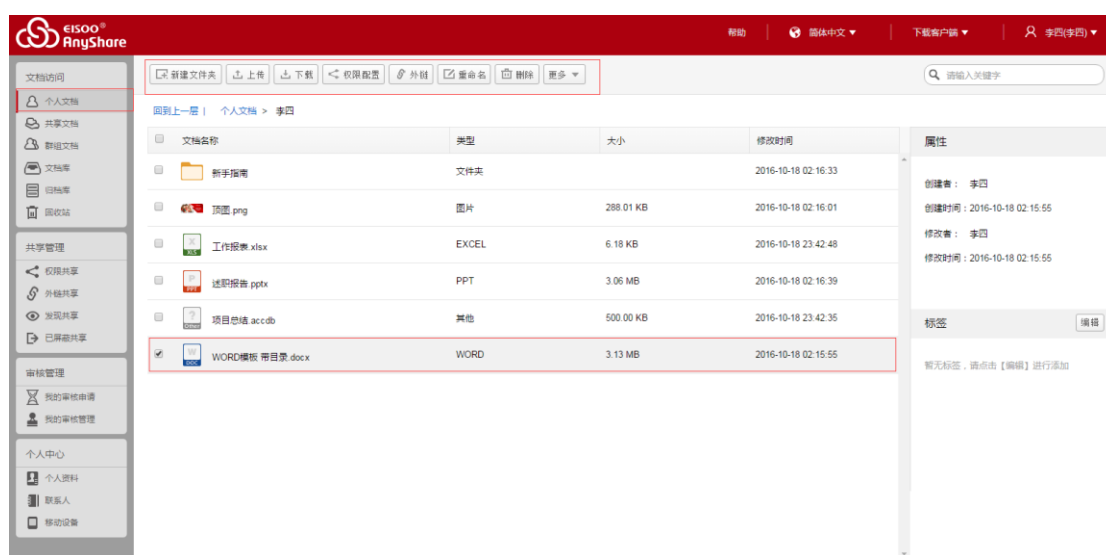 EISOO®
AnyShare
帮助 简体中文 下载客户端 李四(李四)
文档访问
个人文档
共享文档
群组文档
文档库
归档库
回收站
共享管理
权限共享
外链共享
发现共享
已屏蔽共享
审核管理
我的审核申请
我的审核管理
个人中心
个人资料
联系人
移动设备
新建文件夹 上传 下载 权限配置 外链 重命名 删除 更多
请输入关键字
回到上一层 | 个人文档 > 李四
文档名称 类型 大小 修改时间
新手指南 文件夹 2016-10-18 02:16:33
顶图.png 图片 288.01 KB 2016-10-18 02:16:01
工作报表.xlsx EXCEL 6.18 KB 2016-10-18 23:42:48
述职报告.pptx PPT 3.06 MB 2016-10-18 02:16:39
项目总结.accdb 其他 500.00 KB 2016-10-18 23:42:35
WORD模板 带目录.docx WORD 3.13 MB 2016-10-18 02:15:55
属性
创建者： 李四
创建时间：2016-10-18 02:15:55
修改者： 李四
修改时间：2016-10-18 02:15:55
标签 编辑
暂无标签，请点击【编辑】进行添加